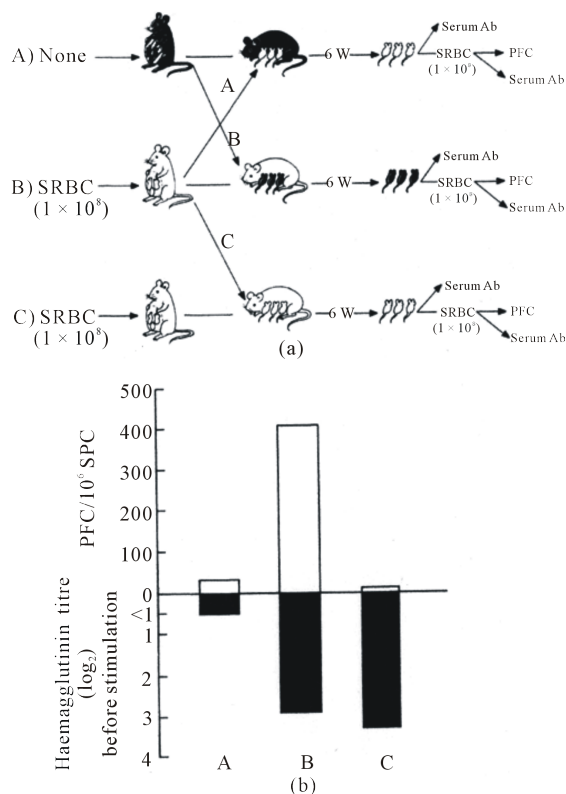 A) None
A
6 W
Serum Ab
SRBC
(1 × 10⁸)
PFC
Serum Ab
B) SRBC
(1 × 10⁸)
B
6 W
Serum Ab
SRBC
(1 × 10⁸)
PFC
Serum Ab
C
C) SRBC
(1 × 10⁸)
6 W
Serum Ab
SRBC
(1 × 10⁸)
PFC
Serum Ab
(a)
PFC/10⁶ SPC
500
400
300
200
100
0
<1
1
2
3
4
Haemagglutinin titre
(log₂)
before stimulation
A B C
(b)